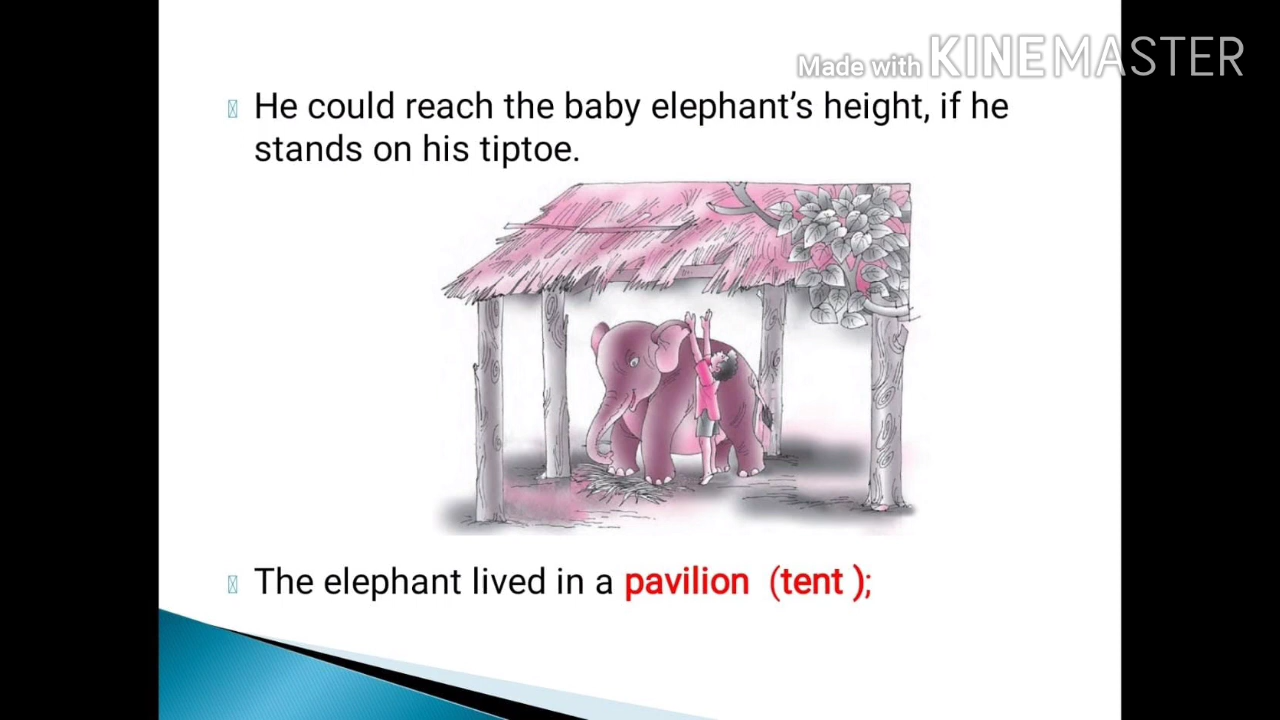 Made with KINEMASTER
He could reach the baby elephant's height, if he
stands on his tiptoe.
The elephant lived in a pavilion (tent );